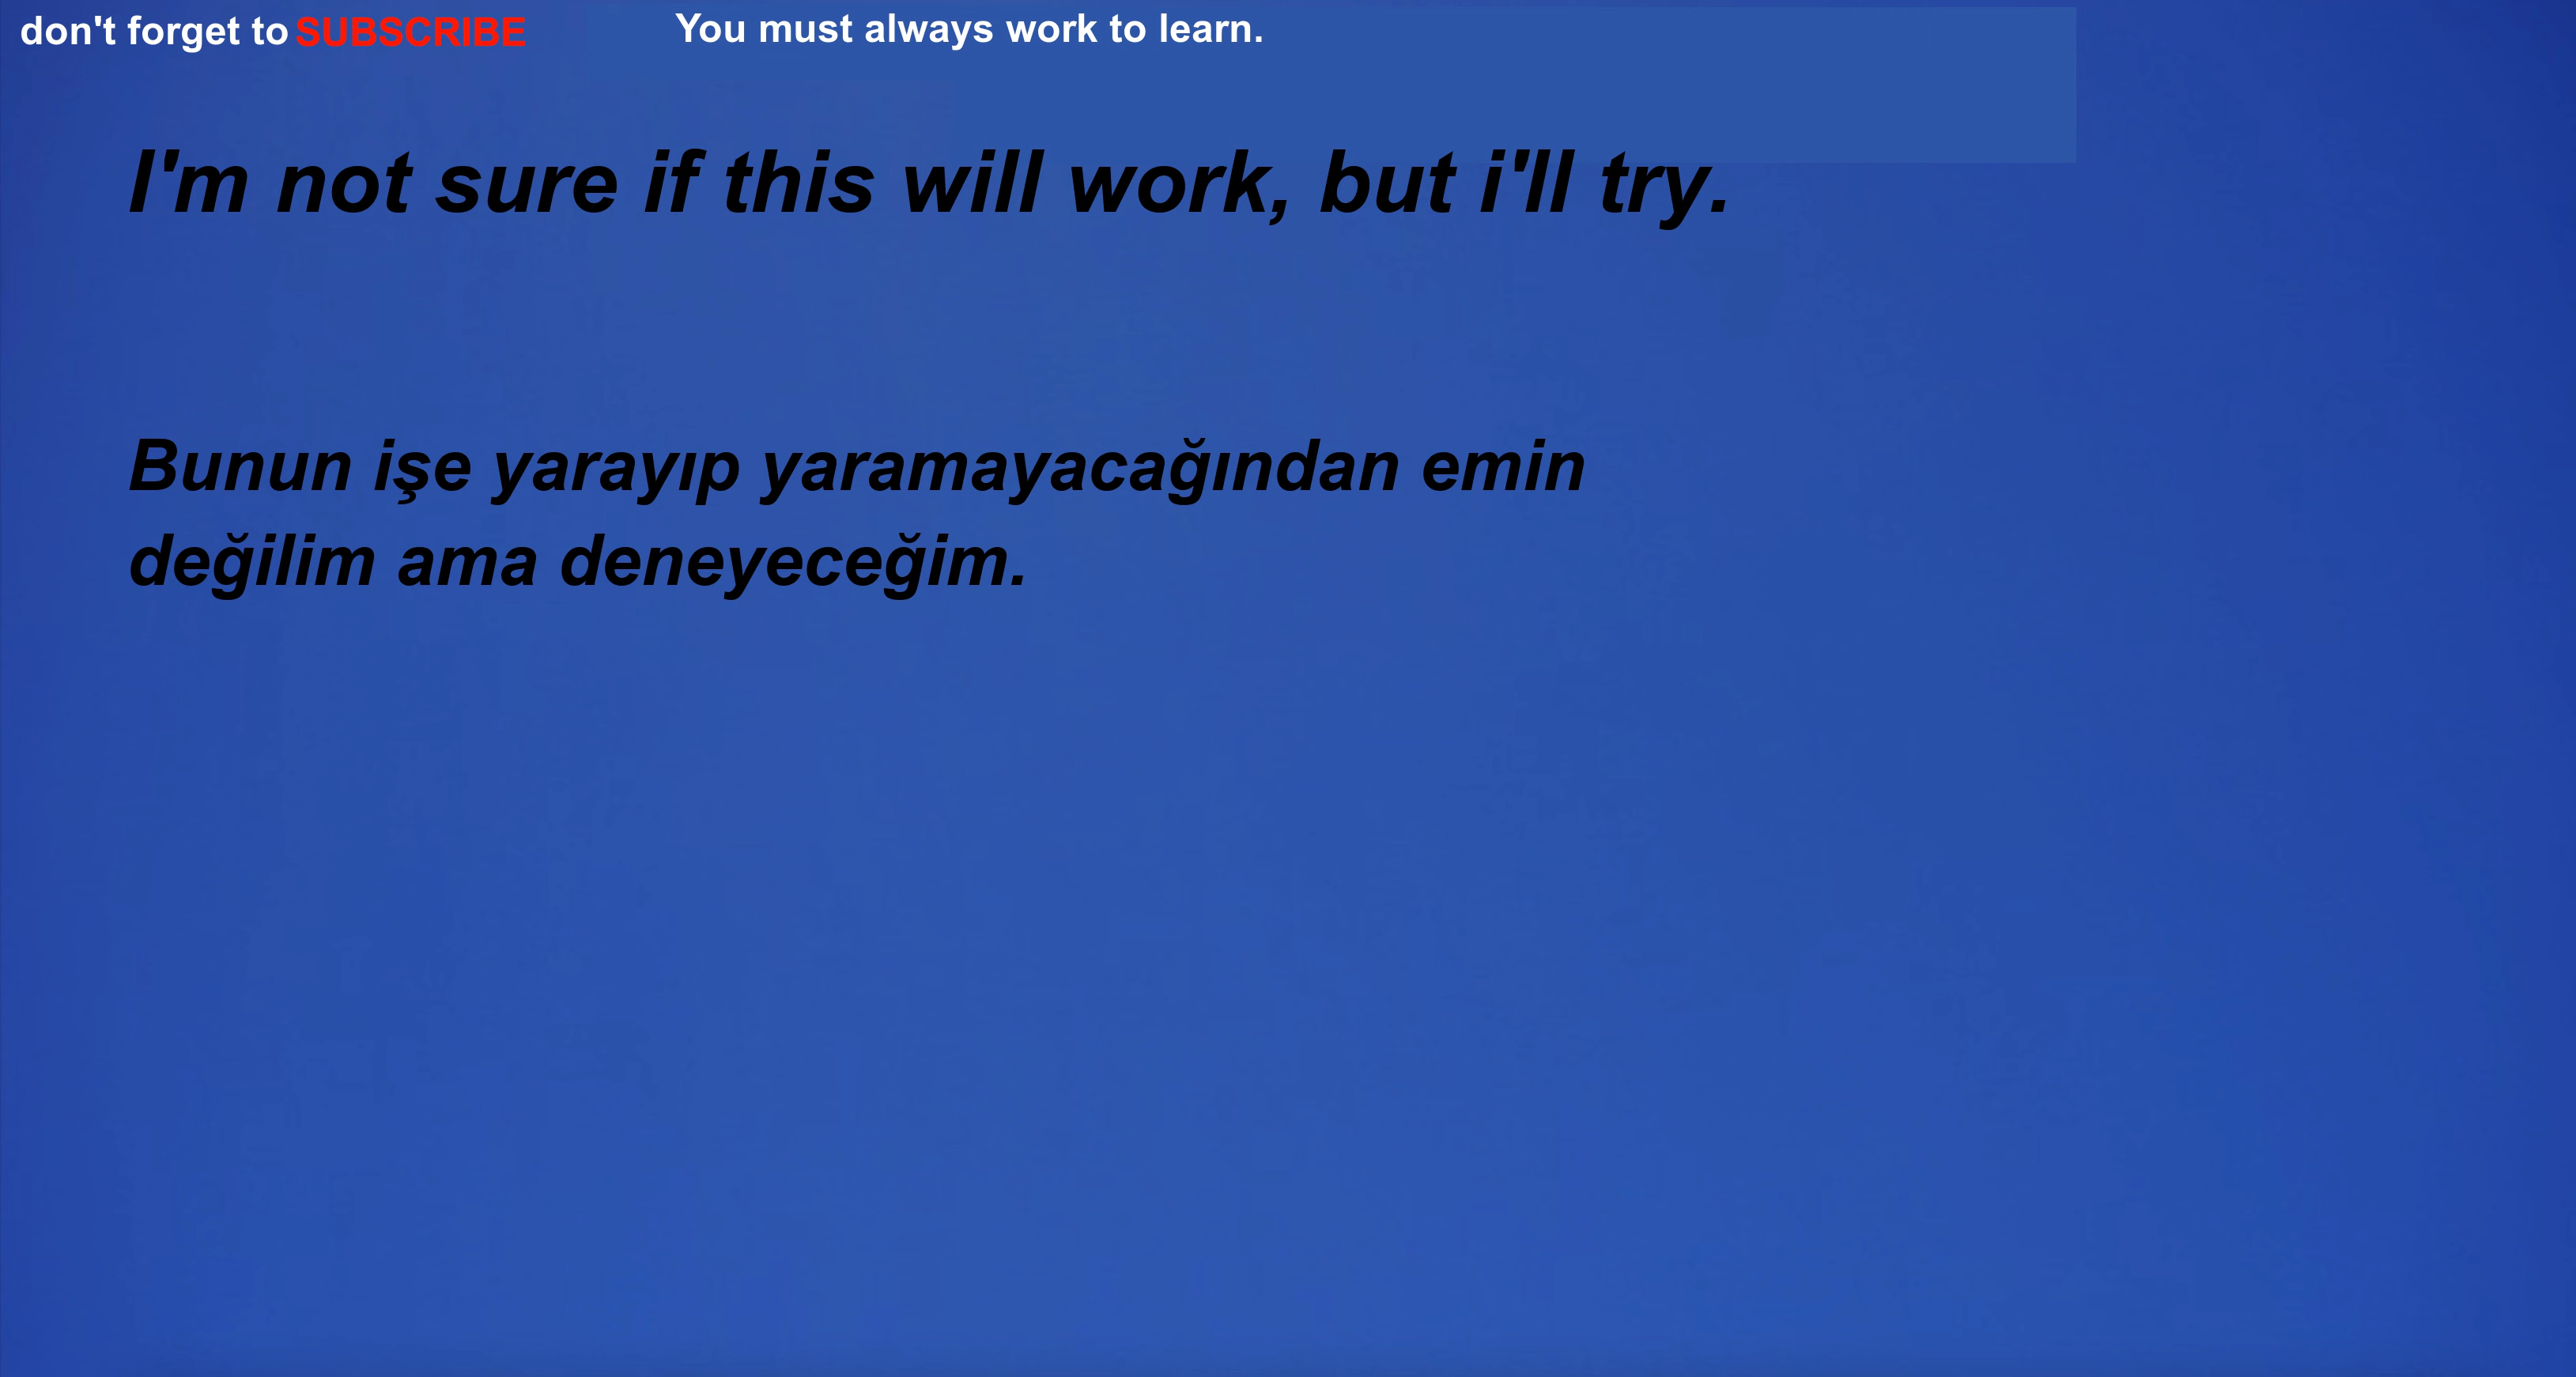 don't forget to SUBSCRIBE You must always work to learn.
I'm not sure if this will work, but i'll try.
Bunun işe yarayıp yaramayacağından emin
değilim ama deneyeceğim.